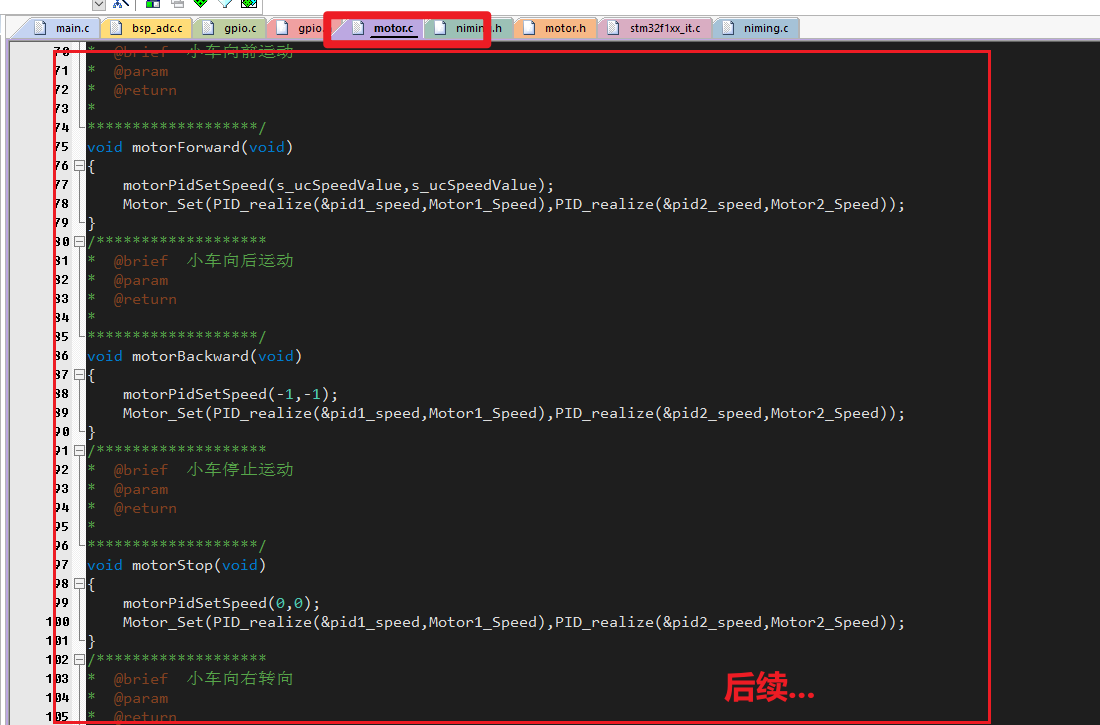 main.c bsp_adc.c gpio.c gpio. motor.c nimin .h motor.h stm32f1xx_it.c niming.c
70 * @brief 小车向前运动
71 * @param
72 * @return
73 *
74 *******************/
75 void motorForward(void)
76 {
77 motorPidSetSpeed(s_ucSpeedValue,s_ucSpeedValue);
78 Motor_Set(PID_realize(&pid1_speed,Motor1_Speed),PID_realize(&pid2_speed,Motor2_Speed));
79 }
80 /*******************
81 * @brief 小车向后运动
82 * @param
83 * @return
84 *
85 *******************/
86 void motorBackward(void)
87 {
88 motorPidSetSpeed(-1,-1);
89 Motor_Set(PID_realize(&pid1_speed,Motor1_Speed),PID_realize(&pid2_speed,Motor2_Speed));
90 }
91 /*******************
92 * @brief 小车停止运动
93 * @param
94 * @return
95 *
96 *******************/
97 void motorStop(void)
98 {
99 motorPidSetSpeed(0,0);
100 Motor_Set(PID_realize(&pid1_speed,Motor1_Speed),PID_realize(&pid2_speed,Motor2_Speed));
101 }
102 /*******************
103 * @brief 小车向右转向
104 * @param
105 * @return
后续...